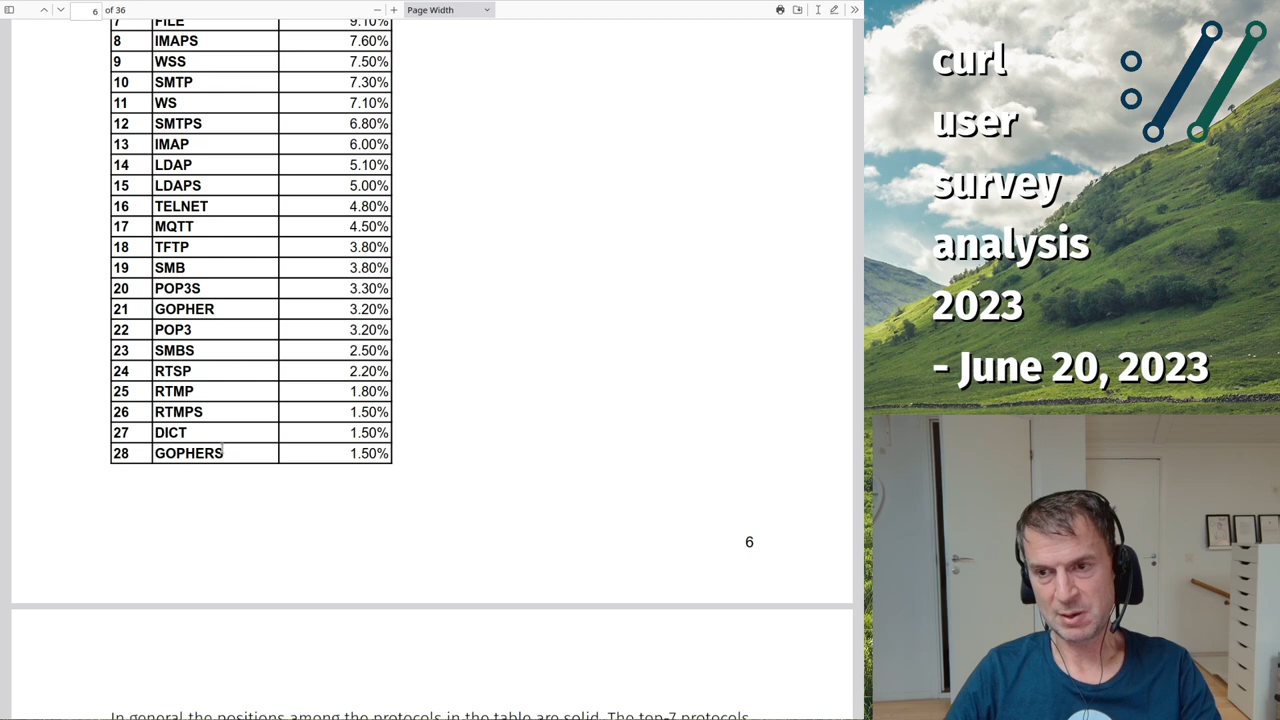 6 of 36 Page Width
7 FILE 9.10%
8 IMAPS 7.60%
9 WSS 7.50%
10 SMTP 7.30%
11 WS 7.10%
12 SMTPS 6.80%
13 IMAP 6.00%
14 LDAP 5.10%
15 LDAPS 5.00%
16 TELNET 4.80%
17 MQTT 4.50%
18 TFTP 3.80%
19 SMB 3.80%
20 POP3S 3.30%
21 GOPHER 3.20%
22 POP3 3.20%
23 SMBS 2.50%
24 RTSP 2.20%
25 RTMP 1.80%
26 RTMPS 1.50%
27 DICT 1.50%
28 GOPHERS 1.50%
6
In general the positions among the protocols in the table are solid. The top-7 protocols
curl
user
survey
analysis
2023
- June 20, 2023